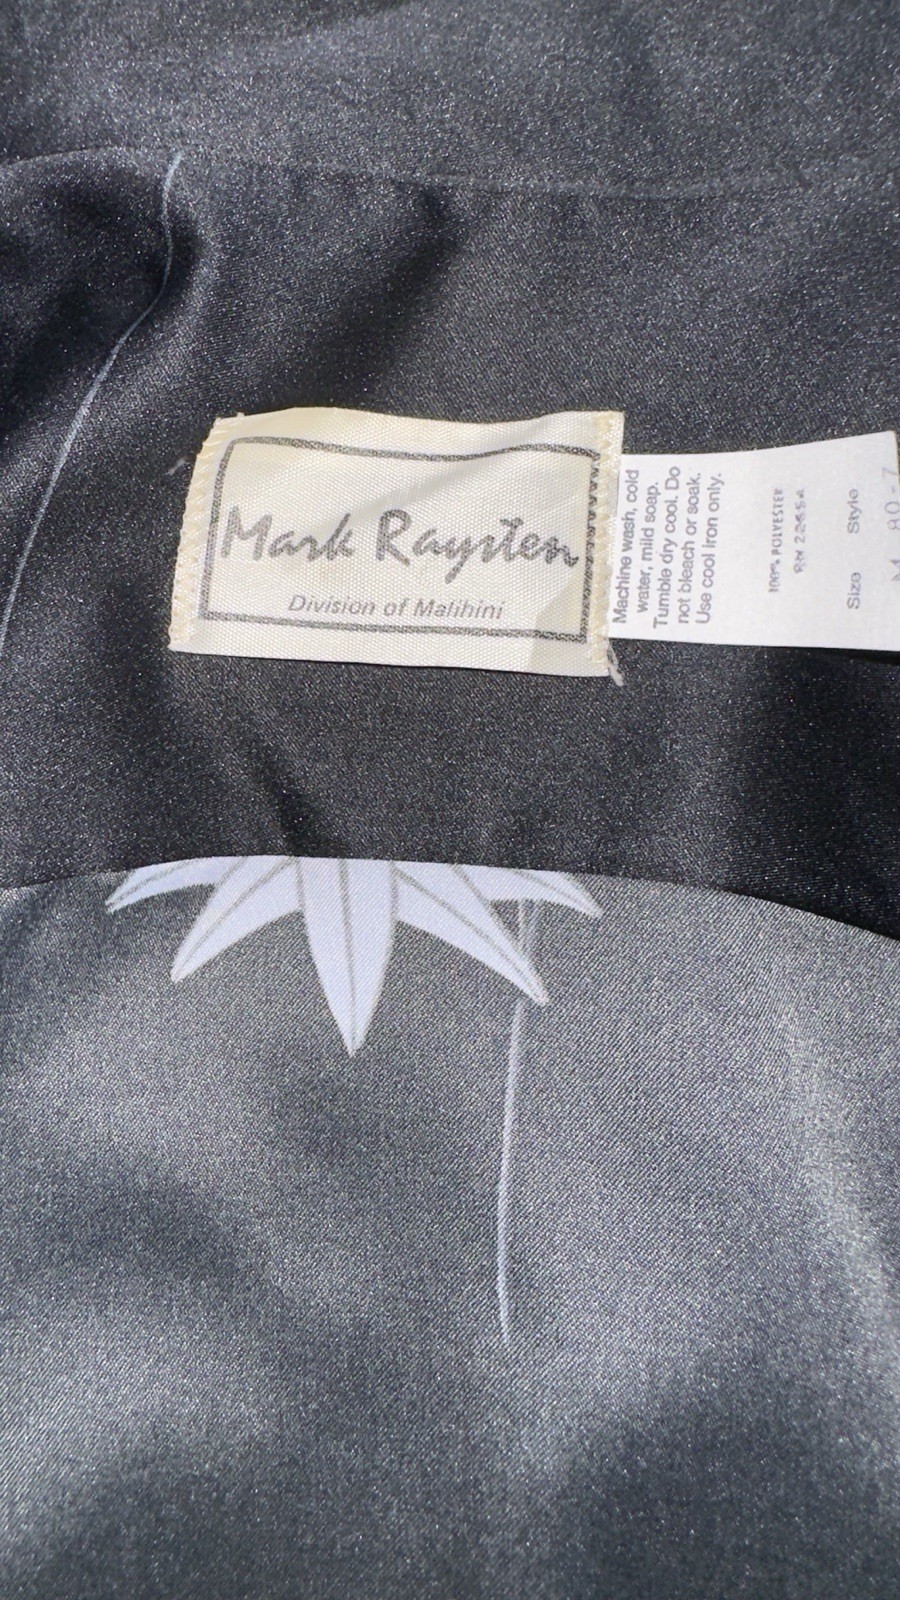 Mark Raysten
Division of Malihini
Machine wash, cold
water, mild soap.
Tumble dry cool. Do
not bleach or soak.
Use cool iron only.
100% POLYESTER
RN
Size Style
M